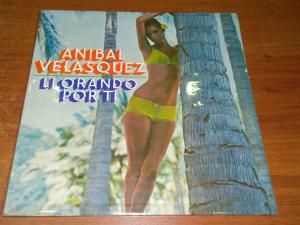 ANIBAL
VELASQUEZ
LLORANDO
POR TI